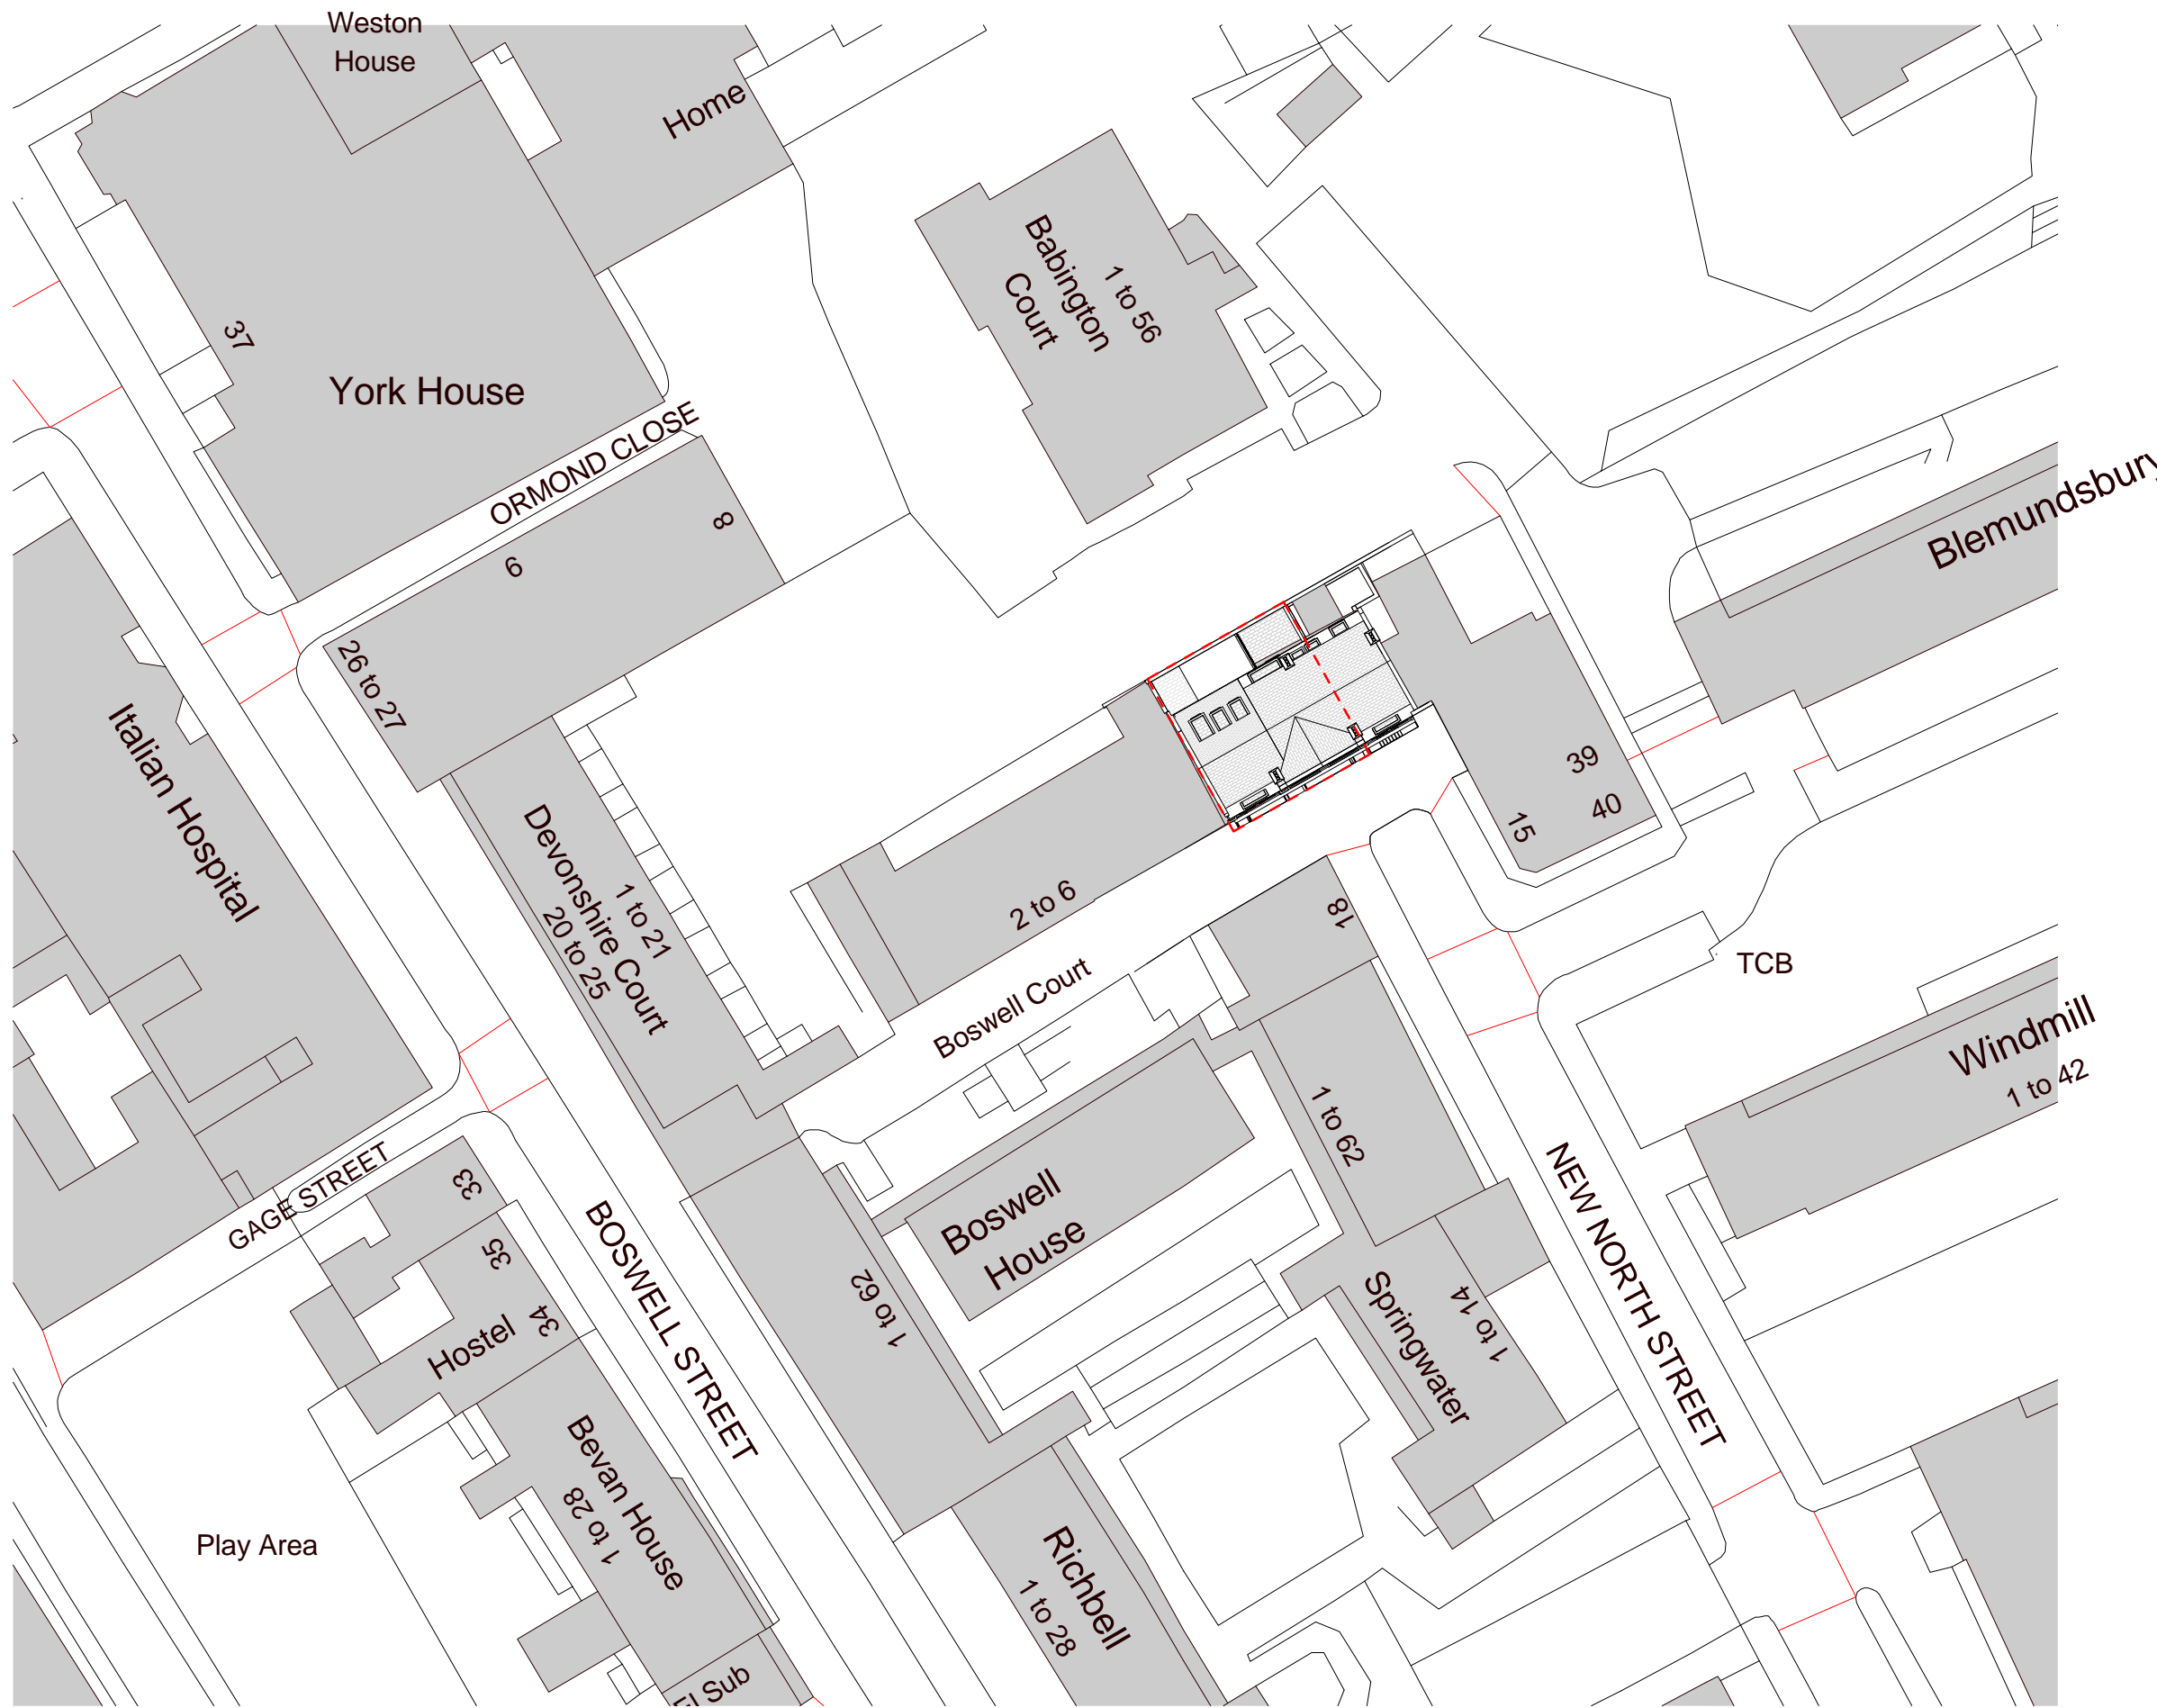 Weston
House
Home
37
York House
Babington
Court
1 to 56
ORMOND CLOSE
8
6
Blemundsbury
26 to 27
Italian Hospital
Devonshire Court
1 to 21
20 to 25
39
40
15
2 to 6
18
Boswell Court
TCB
Windmill
1 to 42
1 to 62
GAGE STREET
33
35
34
Hostel
BOSWELL STREET
Boswell
House
1 to 62
Springwater
1 to 14
NEW NORTH STREET
Bevan House
1 to 28
Play Area
Richbell
1 to 28
El Sub